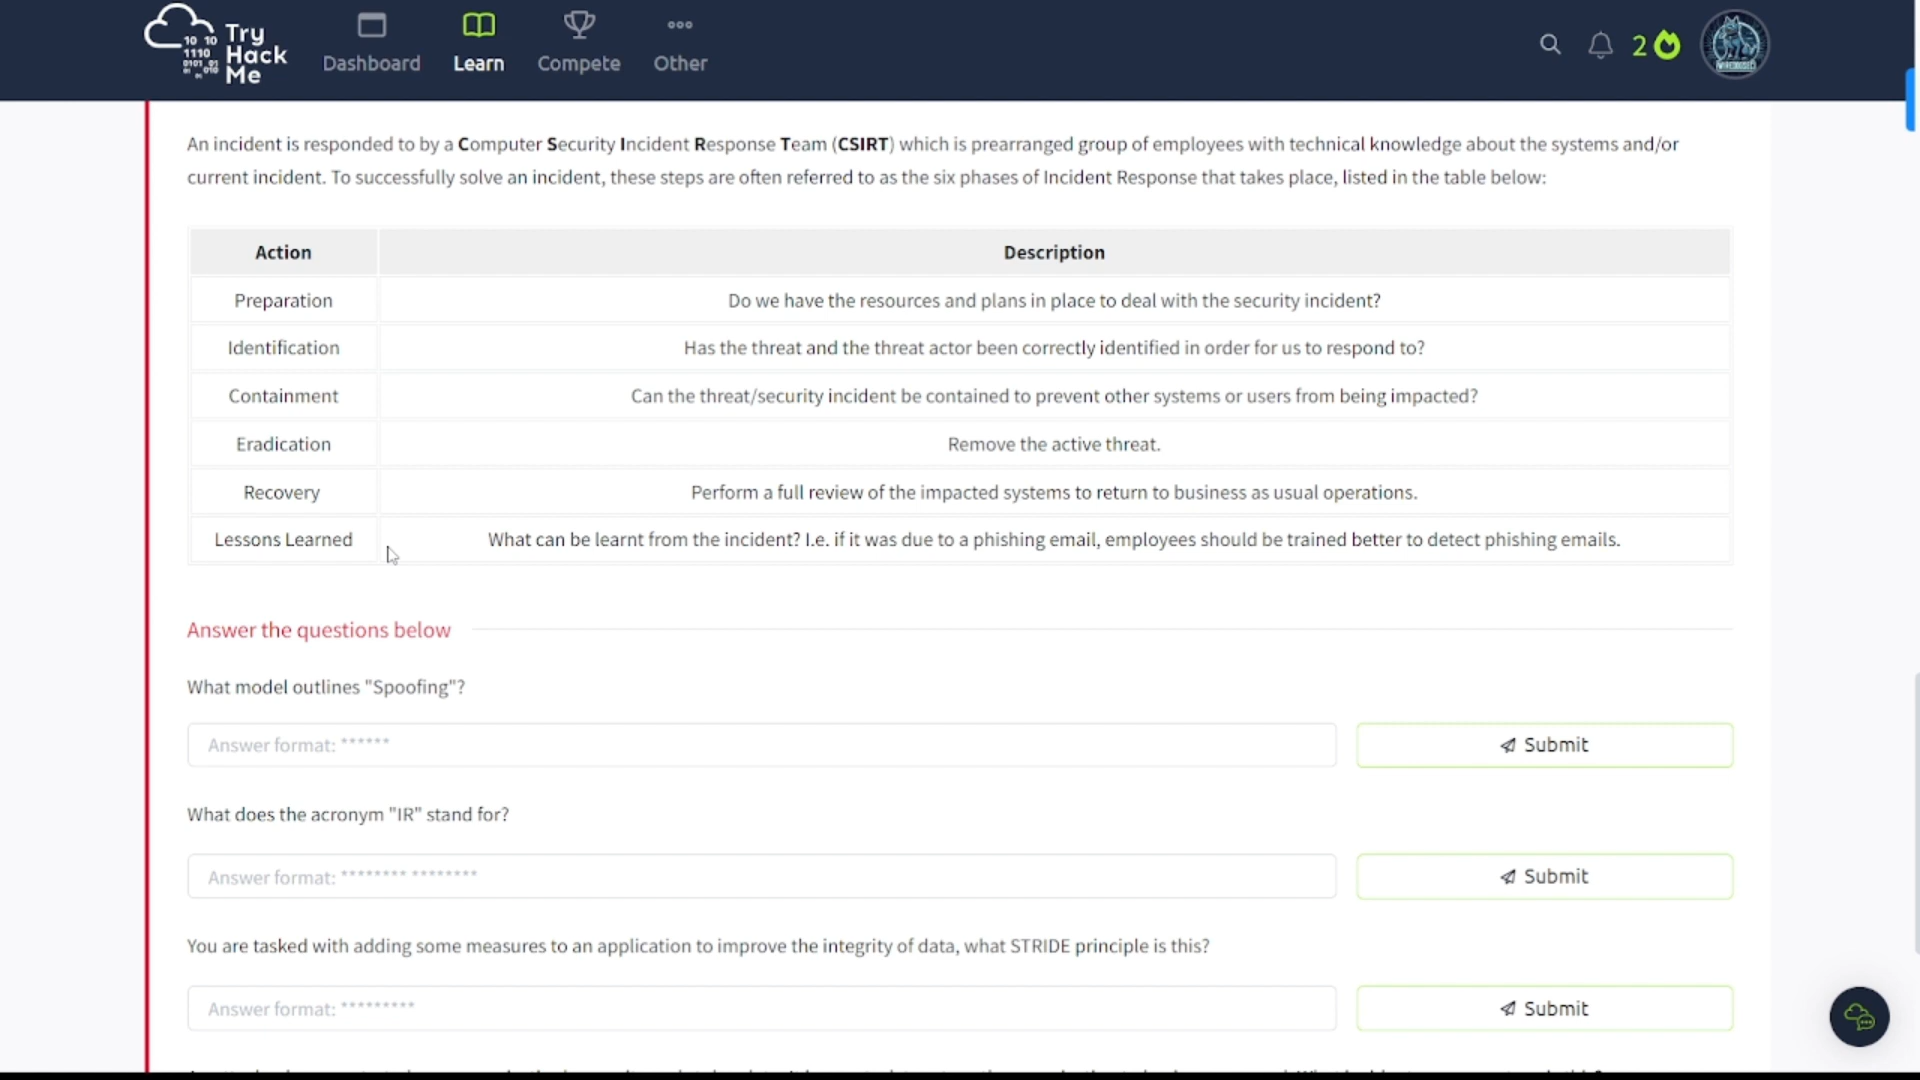 10 10
1110
0101 01
01 010
Try
Hack
Me
Dashboard
Learn
Compete
Other
2
An incident is responded to by a Computer Security Incident Response Team (CSIRT) which is prearranged group of employees with technical knowledge about the systems and/or
current incident. To successfully solve an incident, these steps are often referred to as the six phases of Incident Response that takes place, listed in the table below:
Action Description
Preparation Do we have the resources and plans in place to deal with the security incident?
Identification Has the threat and the threat actor been correctly identified in order for us to respond to?
Containment Can the threat/security incident be contained to prevent other systems or users from being impacted?
Eradication Remove the active threat.
Recovery Perform a full review of the impacted systems to return to business as usual operations.
Lessons Learned What can be learnt from the incident? I.e. if it was due to a phishing email, employees should be trained better to detect phishing emails.
Answer the questions below
What model outlines "Spoofing"?
Answer format: ******
Submit
What does the acronym "IR" stand for?
Answer format: ******** ********
Submit
You are tasked with adding some measures to an application to improve the integrity of data, what STRIDE principle is this?
Answer format: *********
Submit